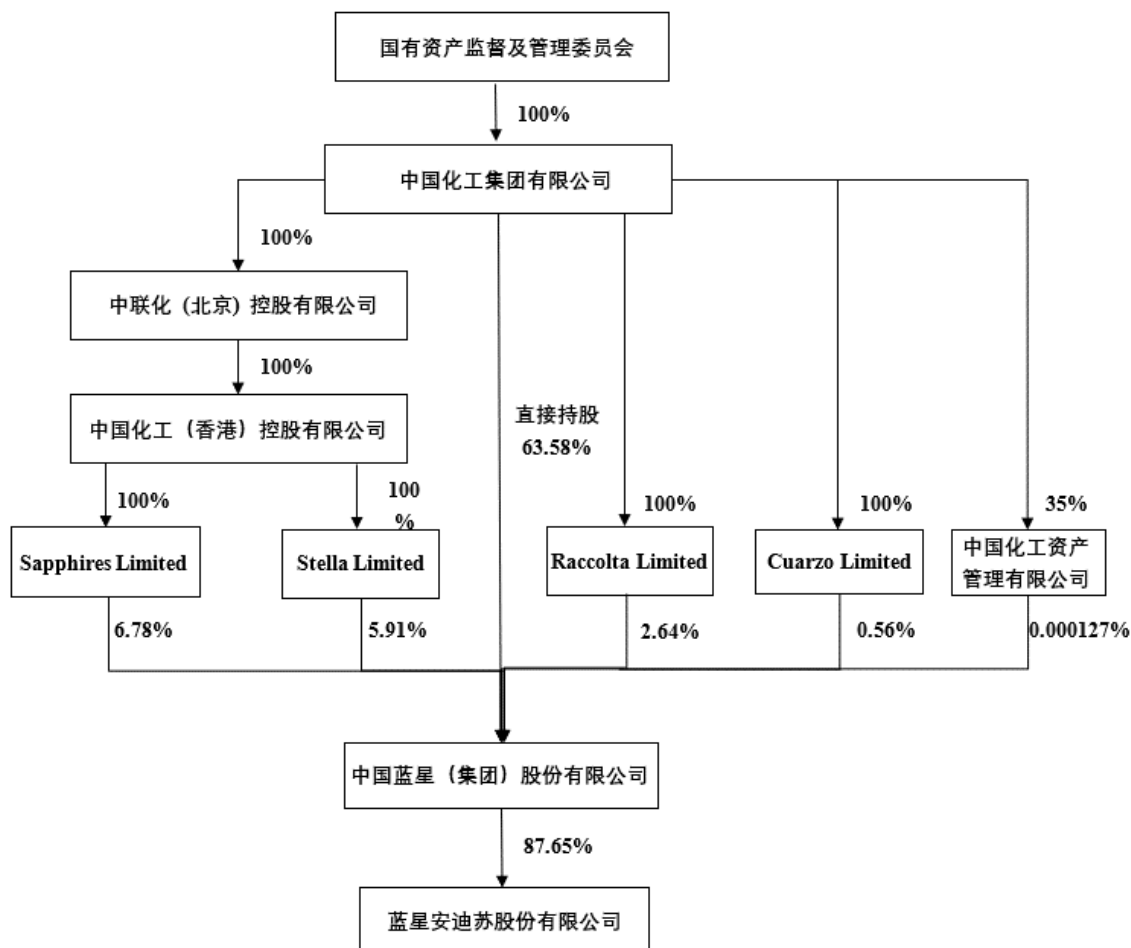 国有资产监督及管理委员会
100%
中国化工集团有限公司
100%
中联化（北京）控股有限公司
100%
中国化工（香港）控股有限公司
直接持股
63.58%
100%
100
%
100%
100%
35%
Sapphires Limited
Stella Limited
Raccolta Limited
Cuarzo Limited
中国化工资产
管理有限公司
6.78%
5.91%
2.64%
0.56%
0.000127%
中国蓝星（集团）股份有限公司
87.65%
蓝星安迪苏股份有限公司